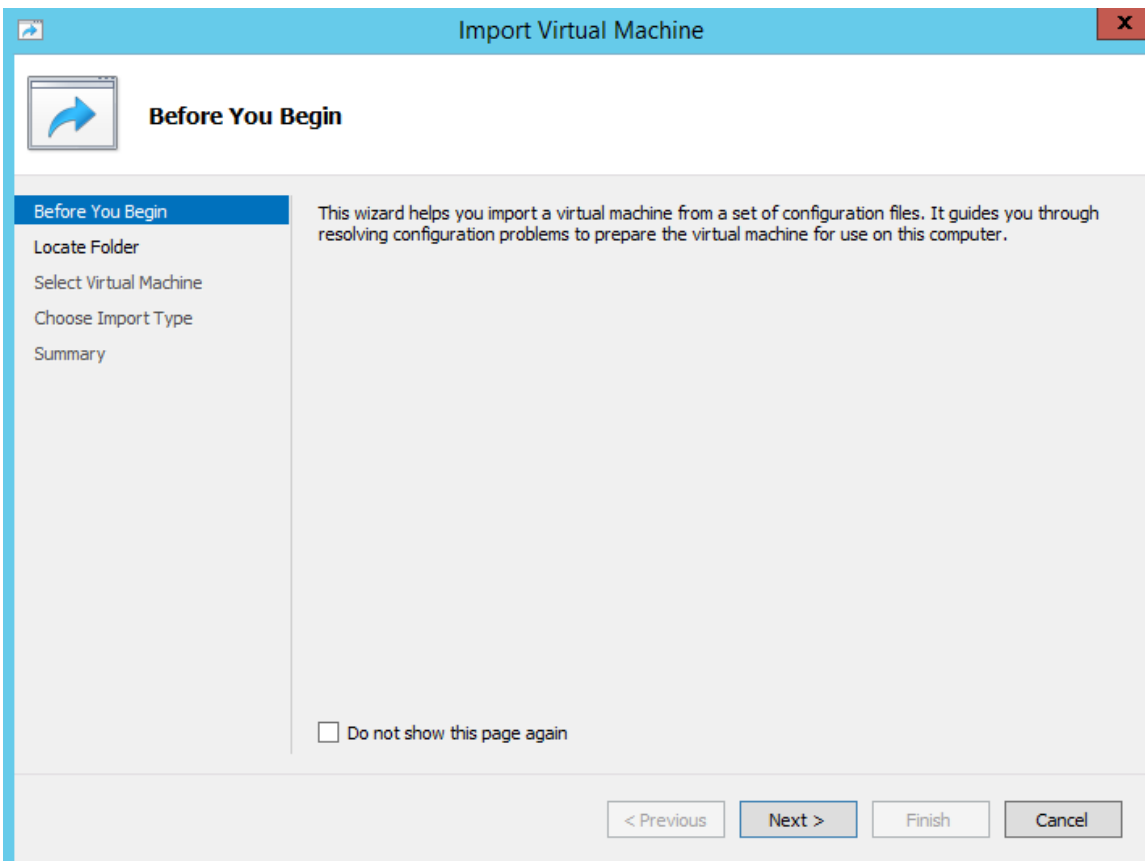 Import Virtual Machine
X
Before You Begin
Before You Begin
Locate Folder
Select Virtual Machine
Choose Import Type
Summary
This wizard helps you import a virtual machine from a set of configuration files. It guides you through
resolving configuration problems to prepare the virtual machine for use on this computer.
Do not show this page again
< Previous
Next >
Finish
Cancel